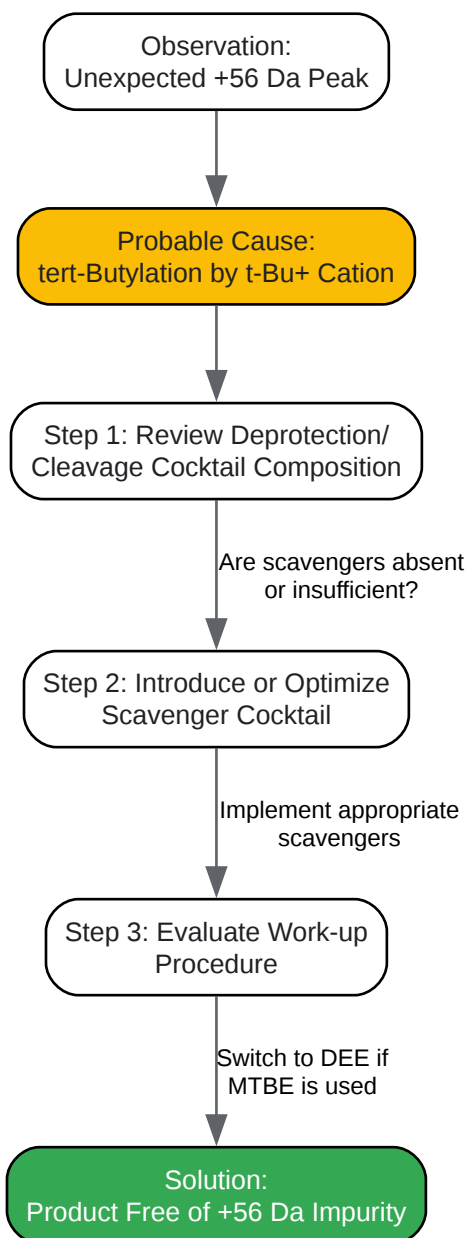 Observation:
Unexpected +56 Da Peak
Probable Cause:
tert-Butylation by t-Bu+ Cation
Step 1: Review Deprotection/
Cleavage Cocktail Composition
Are scavengers absent
or insufficient?
Step 2: Introduce or Optimize
Scavenger Cocktail
Implement appropriate
scavengers
Step 3: Evaluate Work-up
Procedure
Switch to DEE if
MTBE is used
Solution:
Product Free of +56 Da Impurity